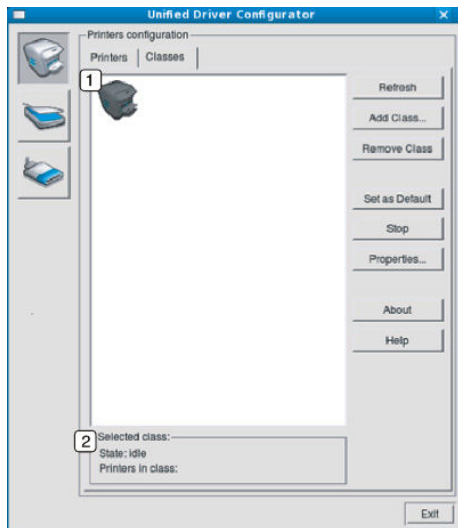 Unified Driver Configurator
Printers configuration
Printers Classes
1
Refresh
Add Class...
Remove Class
Set as Default
Stop
Properties...
About
Help
2
Selected class:
State: idle
Printers in class:
Exit